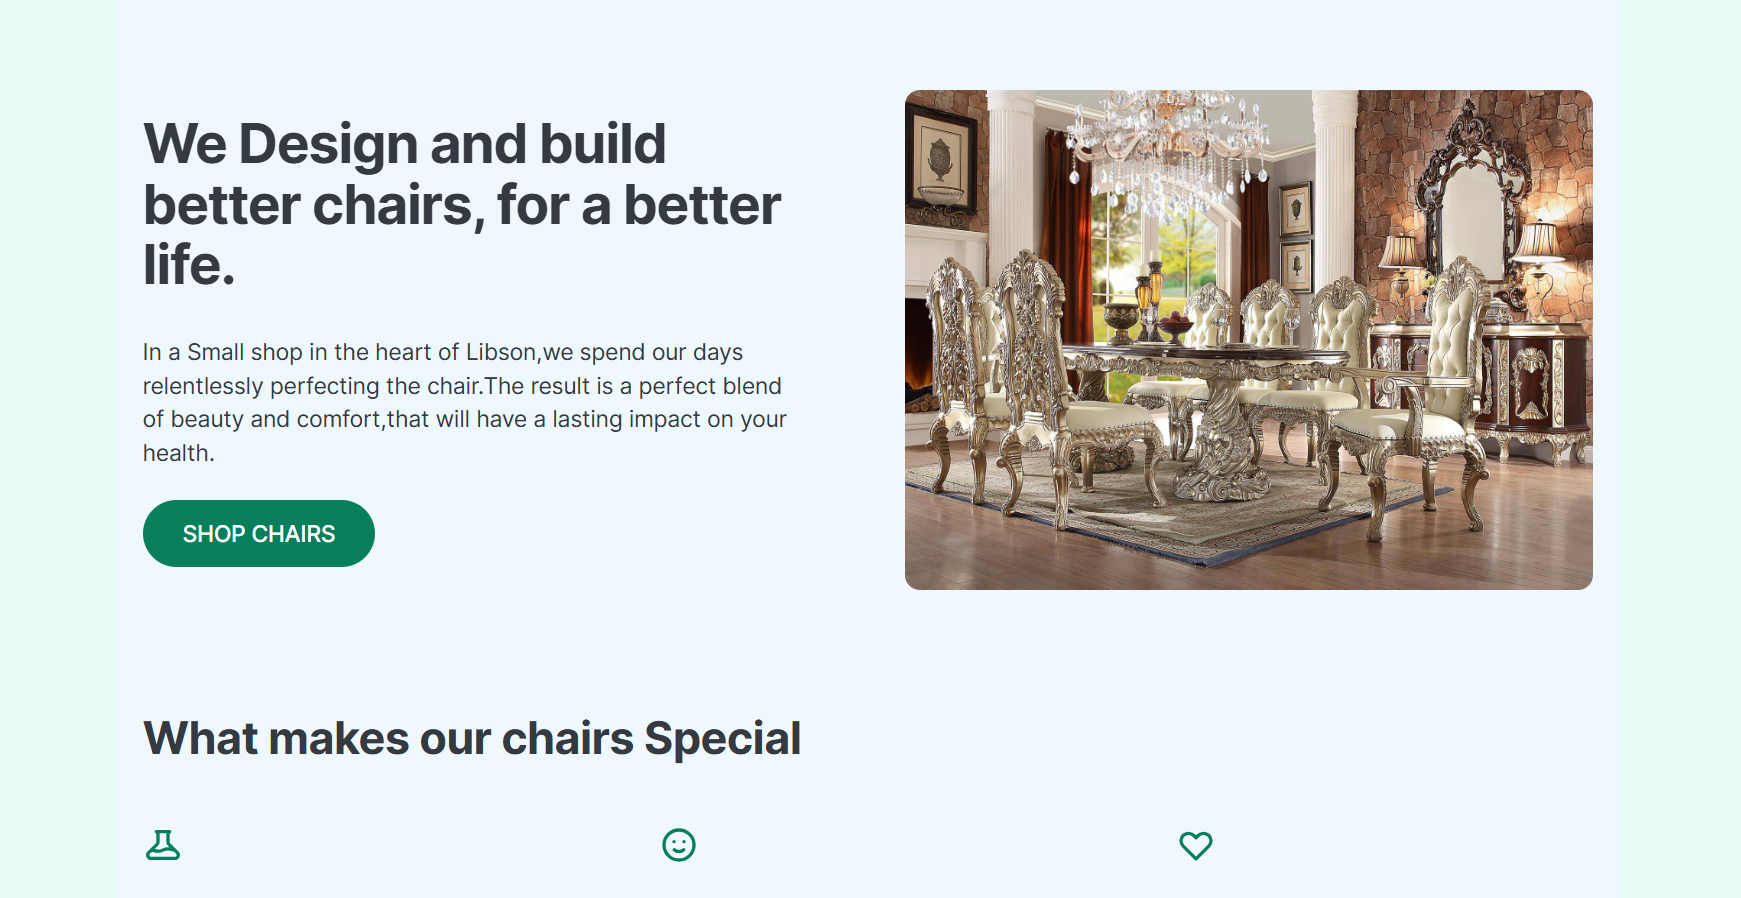 We Design and build
better chairs, for a better
life.
In a Small shop in the heart of Libson,we spend our days
relentlessly perfecting the chair.The result is a perfect blend
of beauty and comfort,that will have a lasting impact on your
health.
SHOP CHAIRS
What makes our chairs Special